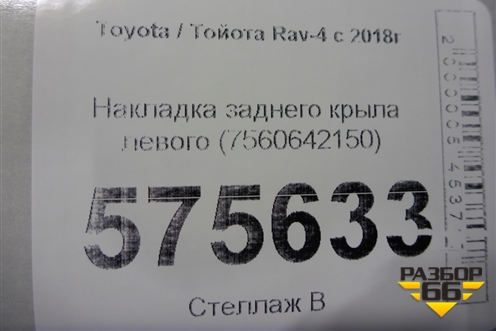 Toyota / Тойота Rav-4 с 2018г
Накладка заднего крыла
левого (7560642150)
575633
Стеллаж В
РАЗБОР
66